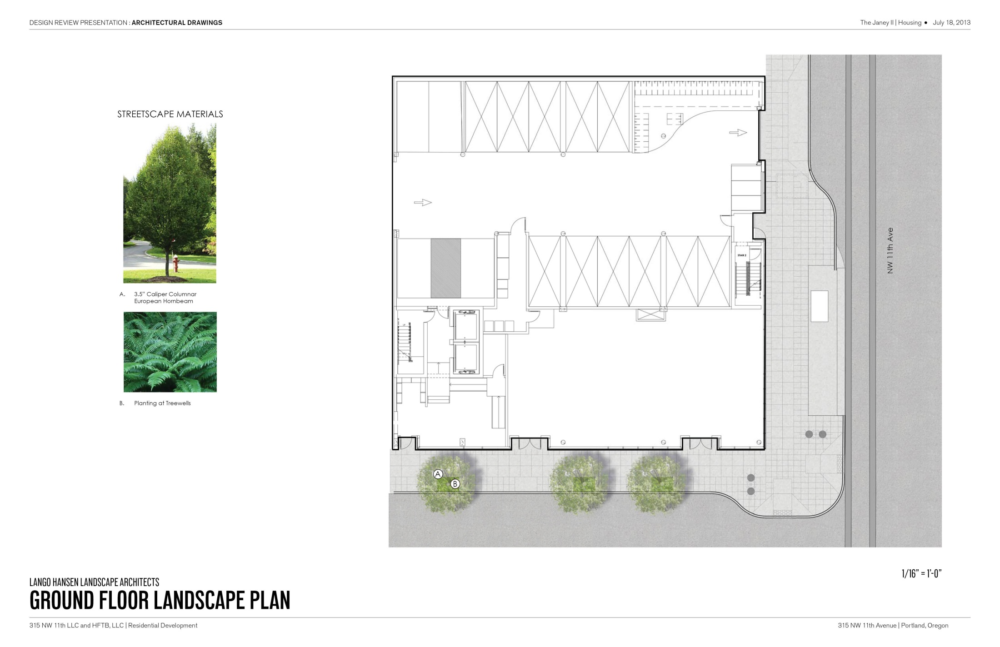 DESIGN REVIEW PRESENTATION : ARCHITECTURAL DRAWINGS
The Janey II | Housing ● July 18, 2013
STREETSCAPE MATERIALS
A. 3.5" Caliper Columnar
European Hornbeam
B. Planting at Treewells
STAIR 2
UP
NW 11th Ave
A
B
1/16" = 1'-0"
LANGO HANSEN LANDSCAPE ARCHITECTS
GROUND FLOOR LANDSCAPE PLAN
315 NW 11th LLC and HFTB, LLC | Residential Development
315 NW 11th Avenue | Portland, Oregon